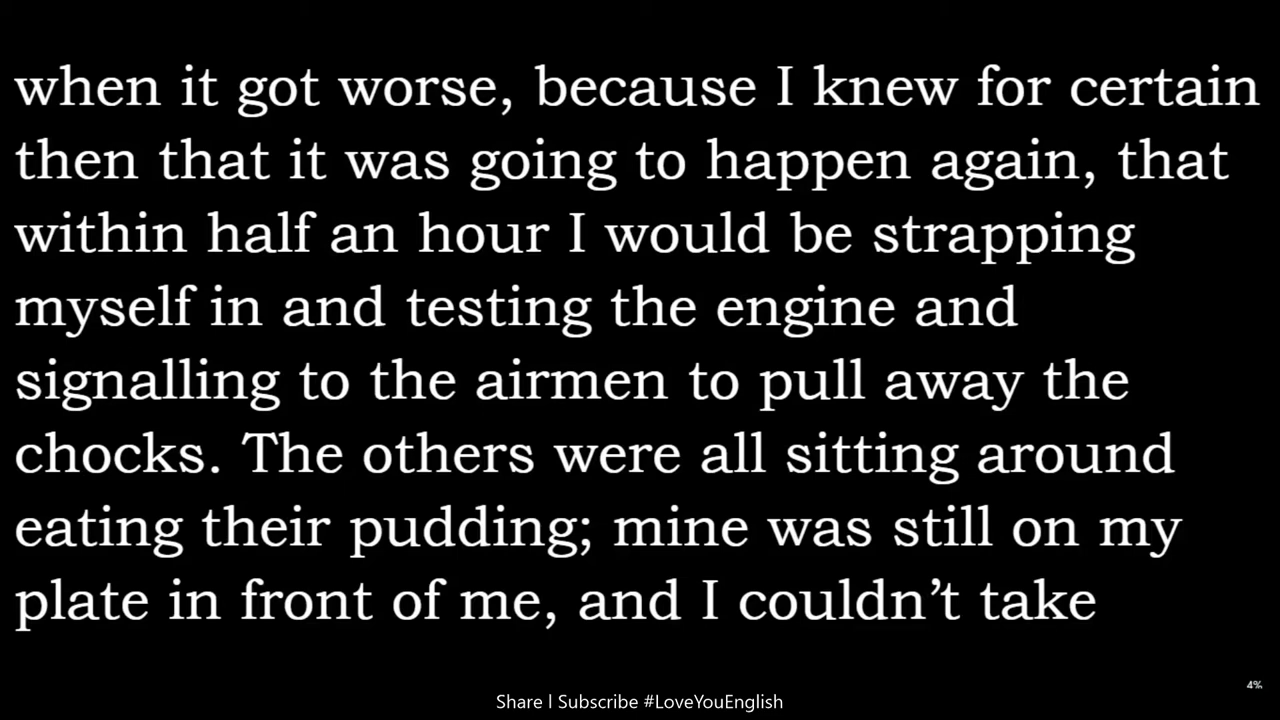 when it got worse, because I knew for certain
then that it was going to happen again, that
within half an hour I would be strapping
myself in and testing the engine and
signalling to the airmen to pull away the
chocks. The others were all sitting around
eating their pudding; mine was still on my
plate in front of me, and I couldn’t take
4%
Share | Subscribe #LoveYouEnglish